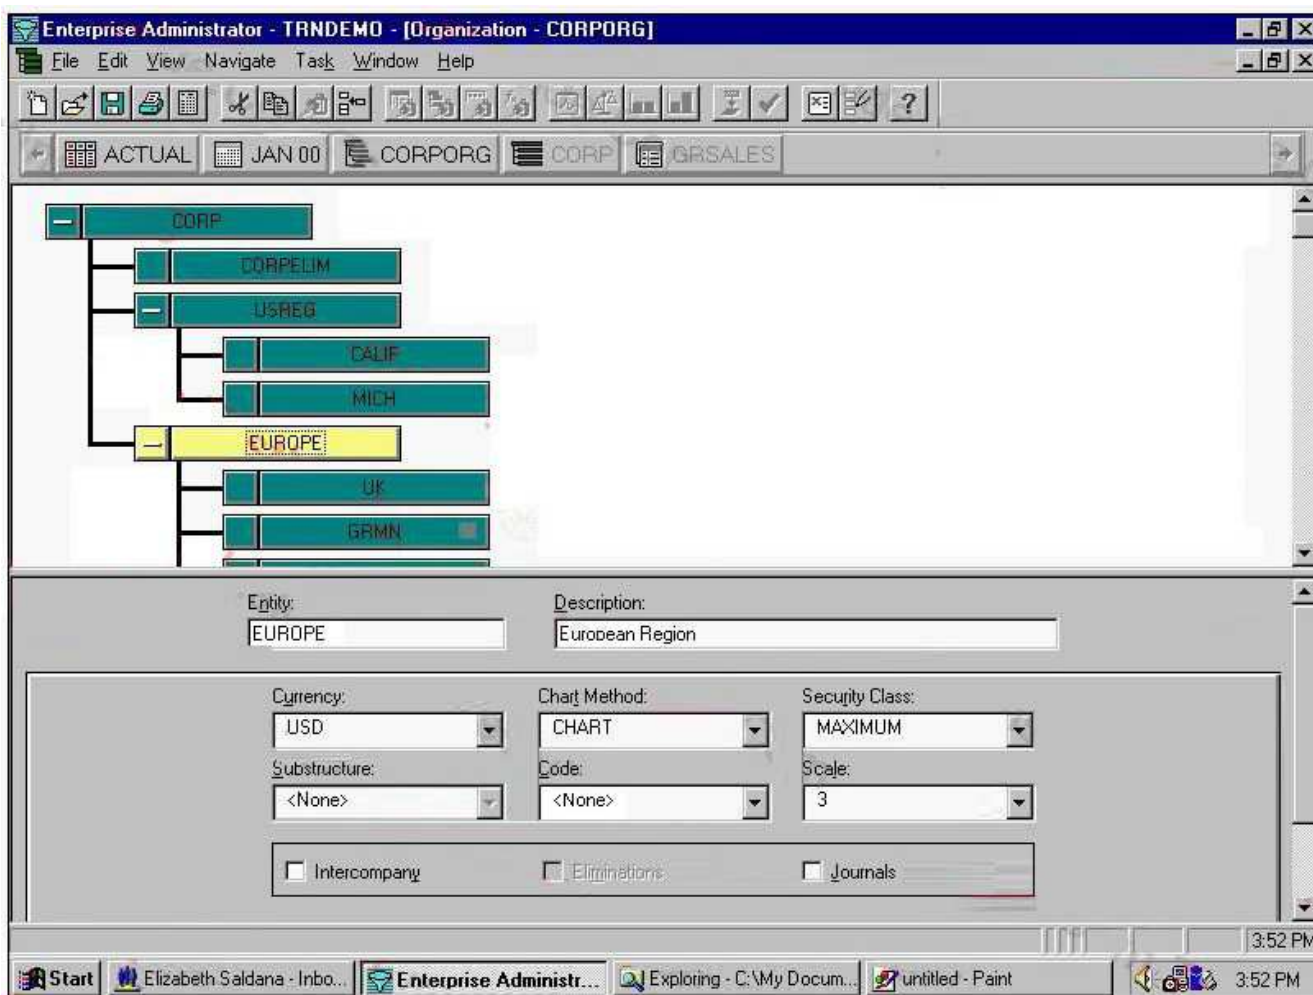 Enterprise Administrator - TRNDEMO - [Organization - CORPORG]
File Edit View Navigate Task Window Help
ACTUAL JAN 00 CORPORG CORP GRSALES
CORP
CORPELIM
USREG
CALIF
MICH
EUROPE
UK
GRMN
Entity: Description:
EUROPE European Region
Currency: Chart Method: Security Class:
USD CHART MAXIMUM
Substructure: Code: Scale:
<None> <None> 3
Intercompany Eliminations Journals
3:52 PM
Start Elizabeth Saldana - Inbo... Enterprise Administr... Exploring - C:\My Docum... untitled - Paint 3:52 PM